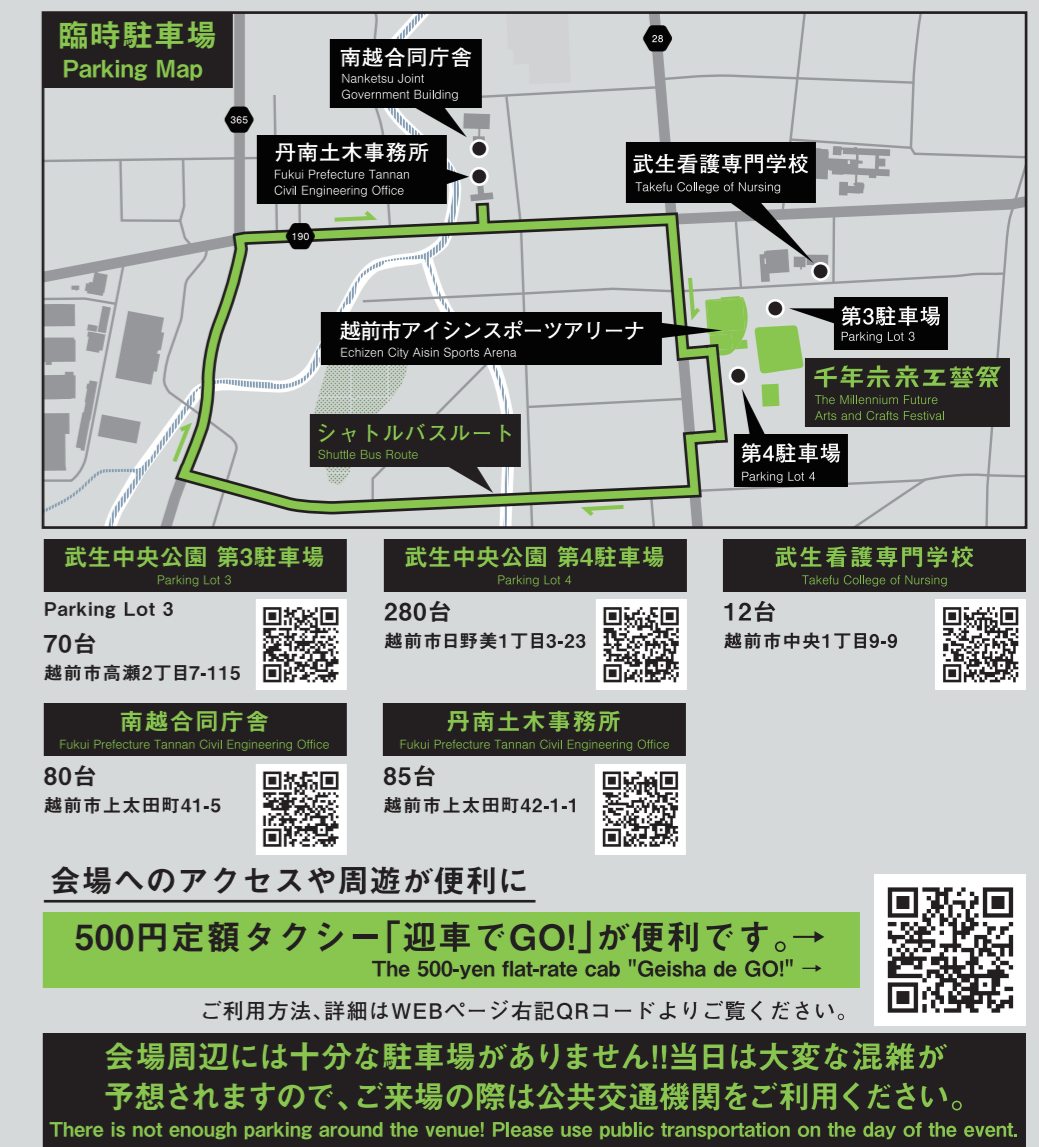 臨時駐車場
Parking Map
28
365
190
南越合同庁舎
Nanketsu Joint
Government Building
丹南土木事務所
Fukui Prefecture Tannan
Civil Engineering Office
武生看護専門学校
Takefu College of Nursing
越前市アイシンスポーツアリーナ
Echizen City Aisin Sports Arena
第3駐車場
Parking Lot 3
千年未来工藝祭
The Millennium Future
Arts and Crafts Festival
シャトルバスルート
Shuttle Bus Route
第4駐車場
Parking Lot 4
武生中央公園 第3駐車場
Parking Lot 3
Parking Lot 3
70台
越前市高瀬2丁目7-115
武生中央公園 第4駐車場
Parking Lot 4
280台
越前市日野美1丁目3-23
武生看護専門学校
Takefu College of Nursing
12台
越前市中央1丁目9-9
南越合同庁舎
Fukui Prefecture Tannan Civil Engineering Office
80台
越前市上太田町41-5
丹南土木事務所
Fukui Prefecture Tannan Civil Engineering Office
85台
越前市上太田町42-1-1
会場へのアクセスや周遊が便利に
500円定額タクシー「迎車でGO!」が便利です。→
The 500-yen flat-rate cab "Geisha de GO!" →
ご利用方法、詳細はWEBページ右記QRコードよりご覧ください。
会場周辺には十分な駐車場がありません!!当日は大変な混雑が
予想されますので、ご来場の際は公共交通機関をご利用ください。
There is not enough parking around the venue! Please use public transportation on the day of the event.